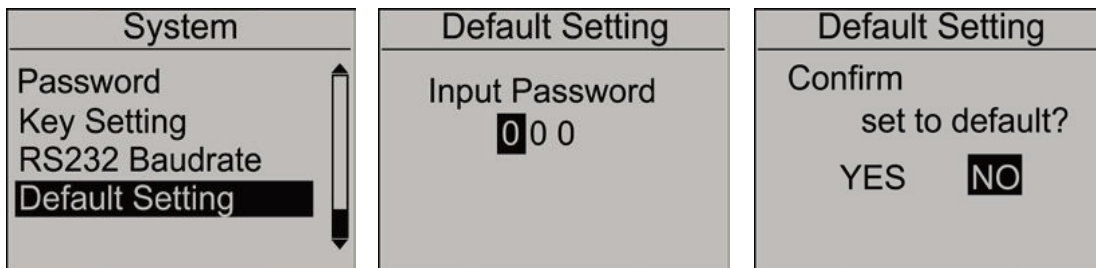 System
Password
Key Setting
RS232 Baudrate
Default Setting
Default Setting
Input Password
0 0 0
Default Setting
Confirm
set to default?
YES NO